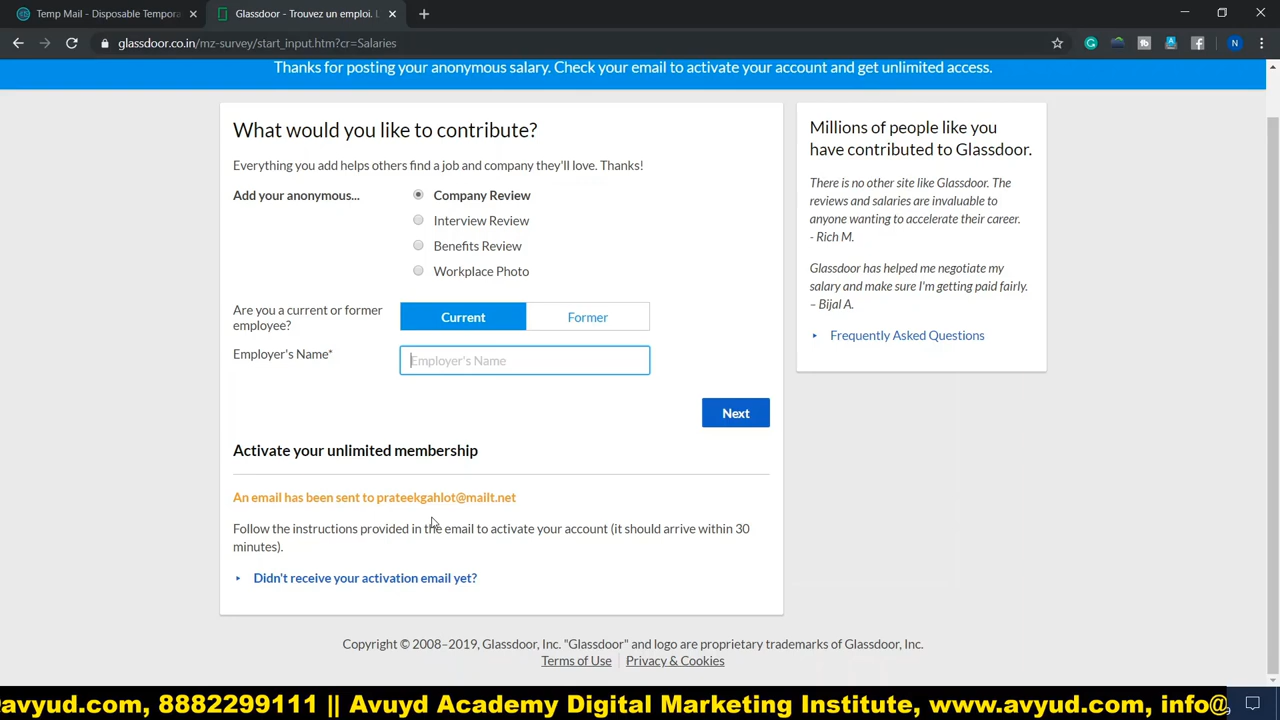 Temp Mail - Disposable Tempora
Glassdoor - Trouvez un emploi. L
glassdoor.co.in/mz-survey/start_input.htm?cr=Salaries
N
Thanks for posting your anonymous salary. Check your email to activate your account and get unlimited access.
What would you like to contribute?
Everything you add helps others find a job and company they'll love. Thanks!
Add your anonymous...
Company Review
Interview Review
Benefits Review
Workplace Photo
Are you a current or former
employee?
Current
Former
Employer's Name*
Employer's Name
Next
Activate your unlimited membership
An email has been sent to prateekgahlot@mailt.net
Follow the instructions provided in the email to activate your account (it should arrive within 30
minutes).
Didn't receive your activation email yet?
Millions of people like you
have contributed to Glassdoor.
There is no other site like Glassdoor. The
reviews and salaries are invaluable to
anyone wanting to accelerate their career.
- Rich M.
Glassdoor has helped me negotiate my
salary and make sure I'm getting paid fairly.
– Bijal A.
Frequently Asked Questions
Copyright © 2008–2019, Glassdoor, Inc. "Glassdoor" and logo are proprietary trademarks of Glassdoor, Inc.
Terms of Use
Privacy & Cookies
avyud.com, 8882299111 || Avuyd Academy Digital Marketing Institute, www.avyud.com, info@